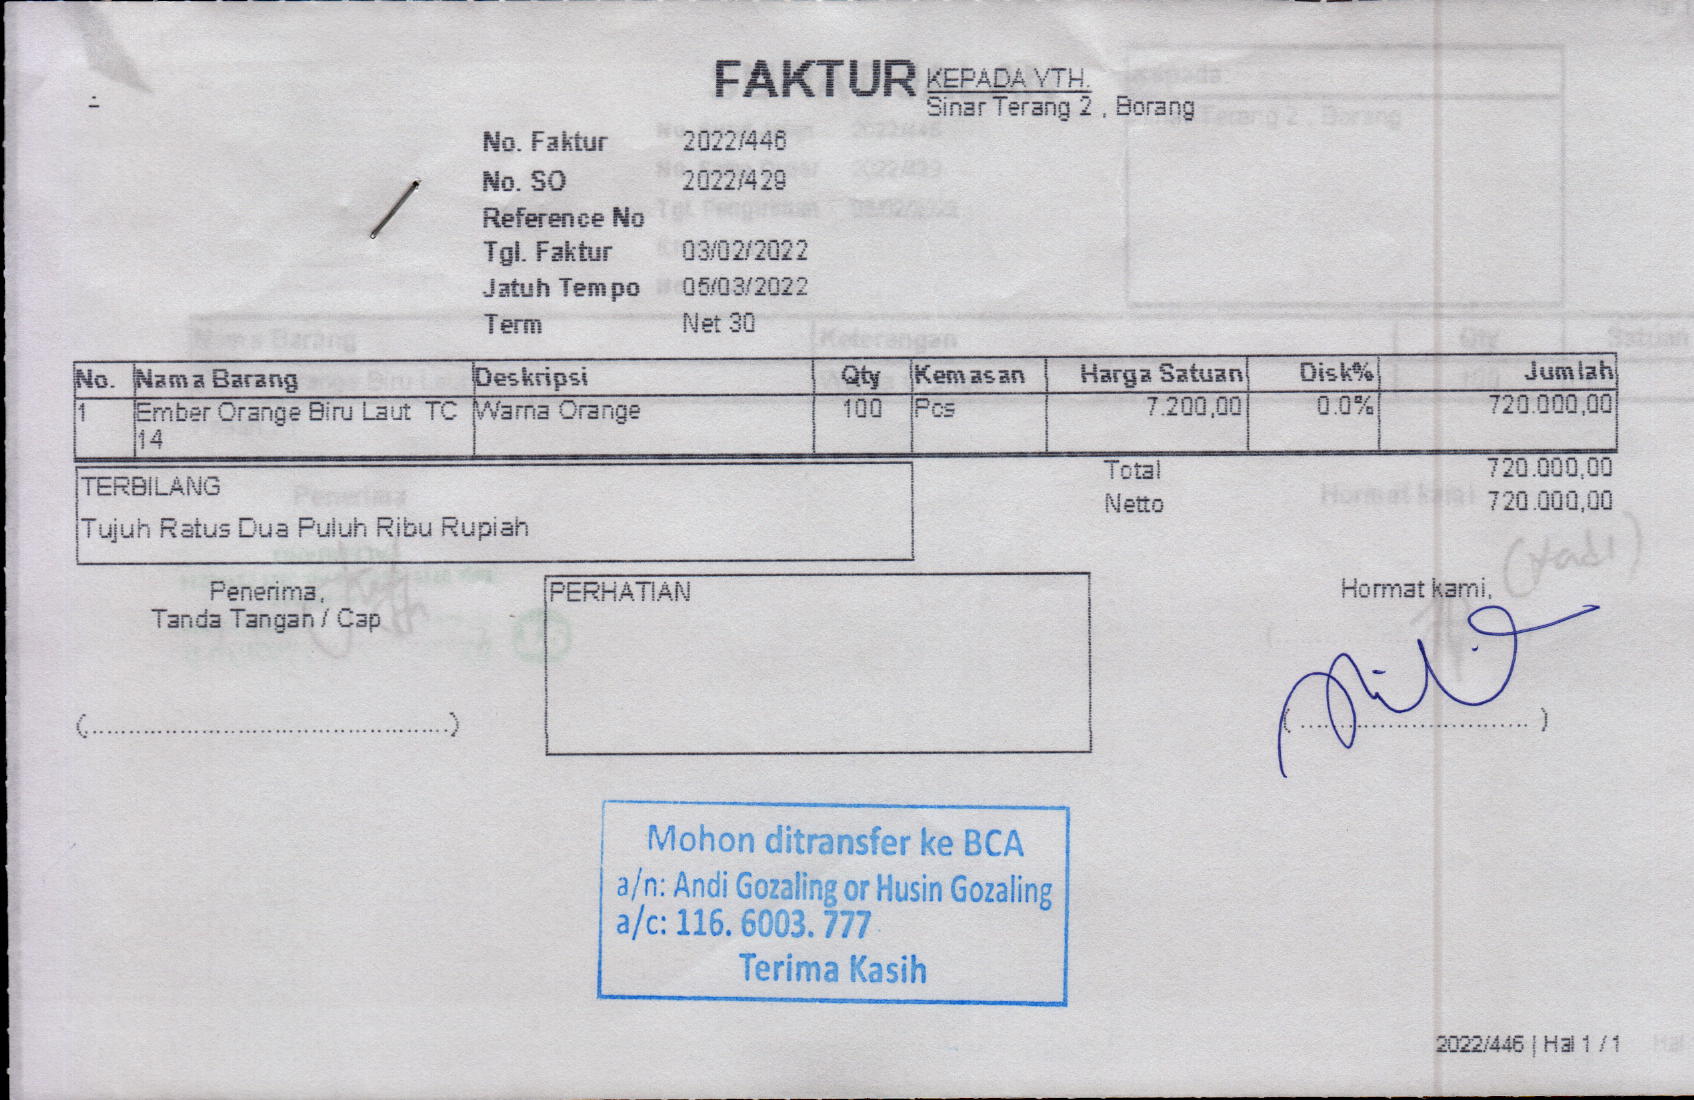 FAKTUR
KEPADA YTH.
Sinar Terang 2 , Borang
No. Faktur 2022/446
No. SO 2022/429
Reference No
Tgl. Faktur 03/02/2022
Jatuh Tempo 05/03/2022
Term Net 30
No. Nama Barang Deskripsi Qty Kemasan Harga Satuan Disk% Jumlah
1 Ember Orange Biru Laut TC Warna Orange 100 Pcs 7.200,00 0.0% 720.000,00
14
Total 720.000,00
TERBILANG
Netto 720.000,00
Tujuh Ratus Dua Puluh Ribu Rupiah
Penerima,
Tanda Tangan / Cap
PERHATIAN
Hormat kami,
(................................................)
( .............................. )
Mohon ditransfer ke BCA
a/n: Andi Gozaling or Husin Gozaling
a/c: 116. 6003. 777
Terima Kasih
2022/446 | Hal 1 / 1